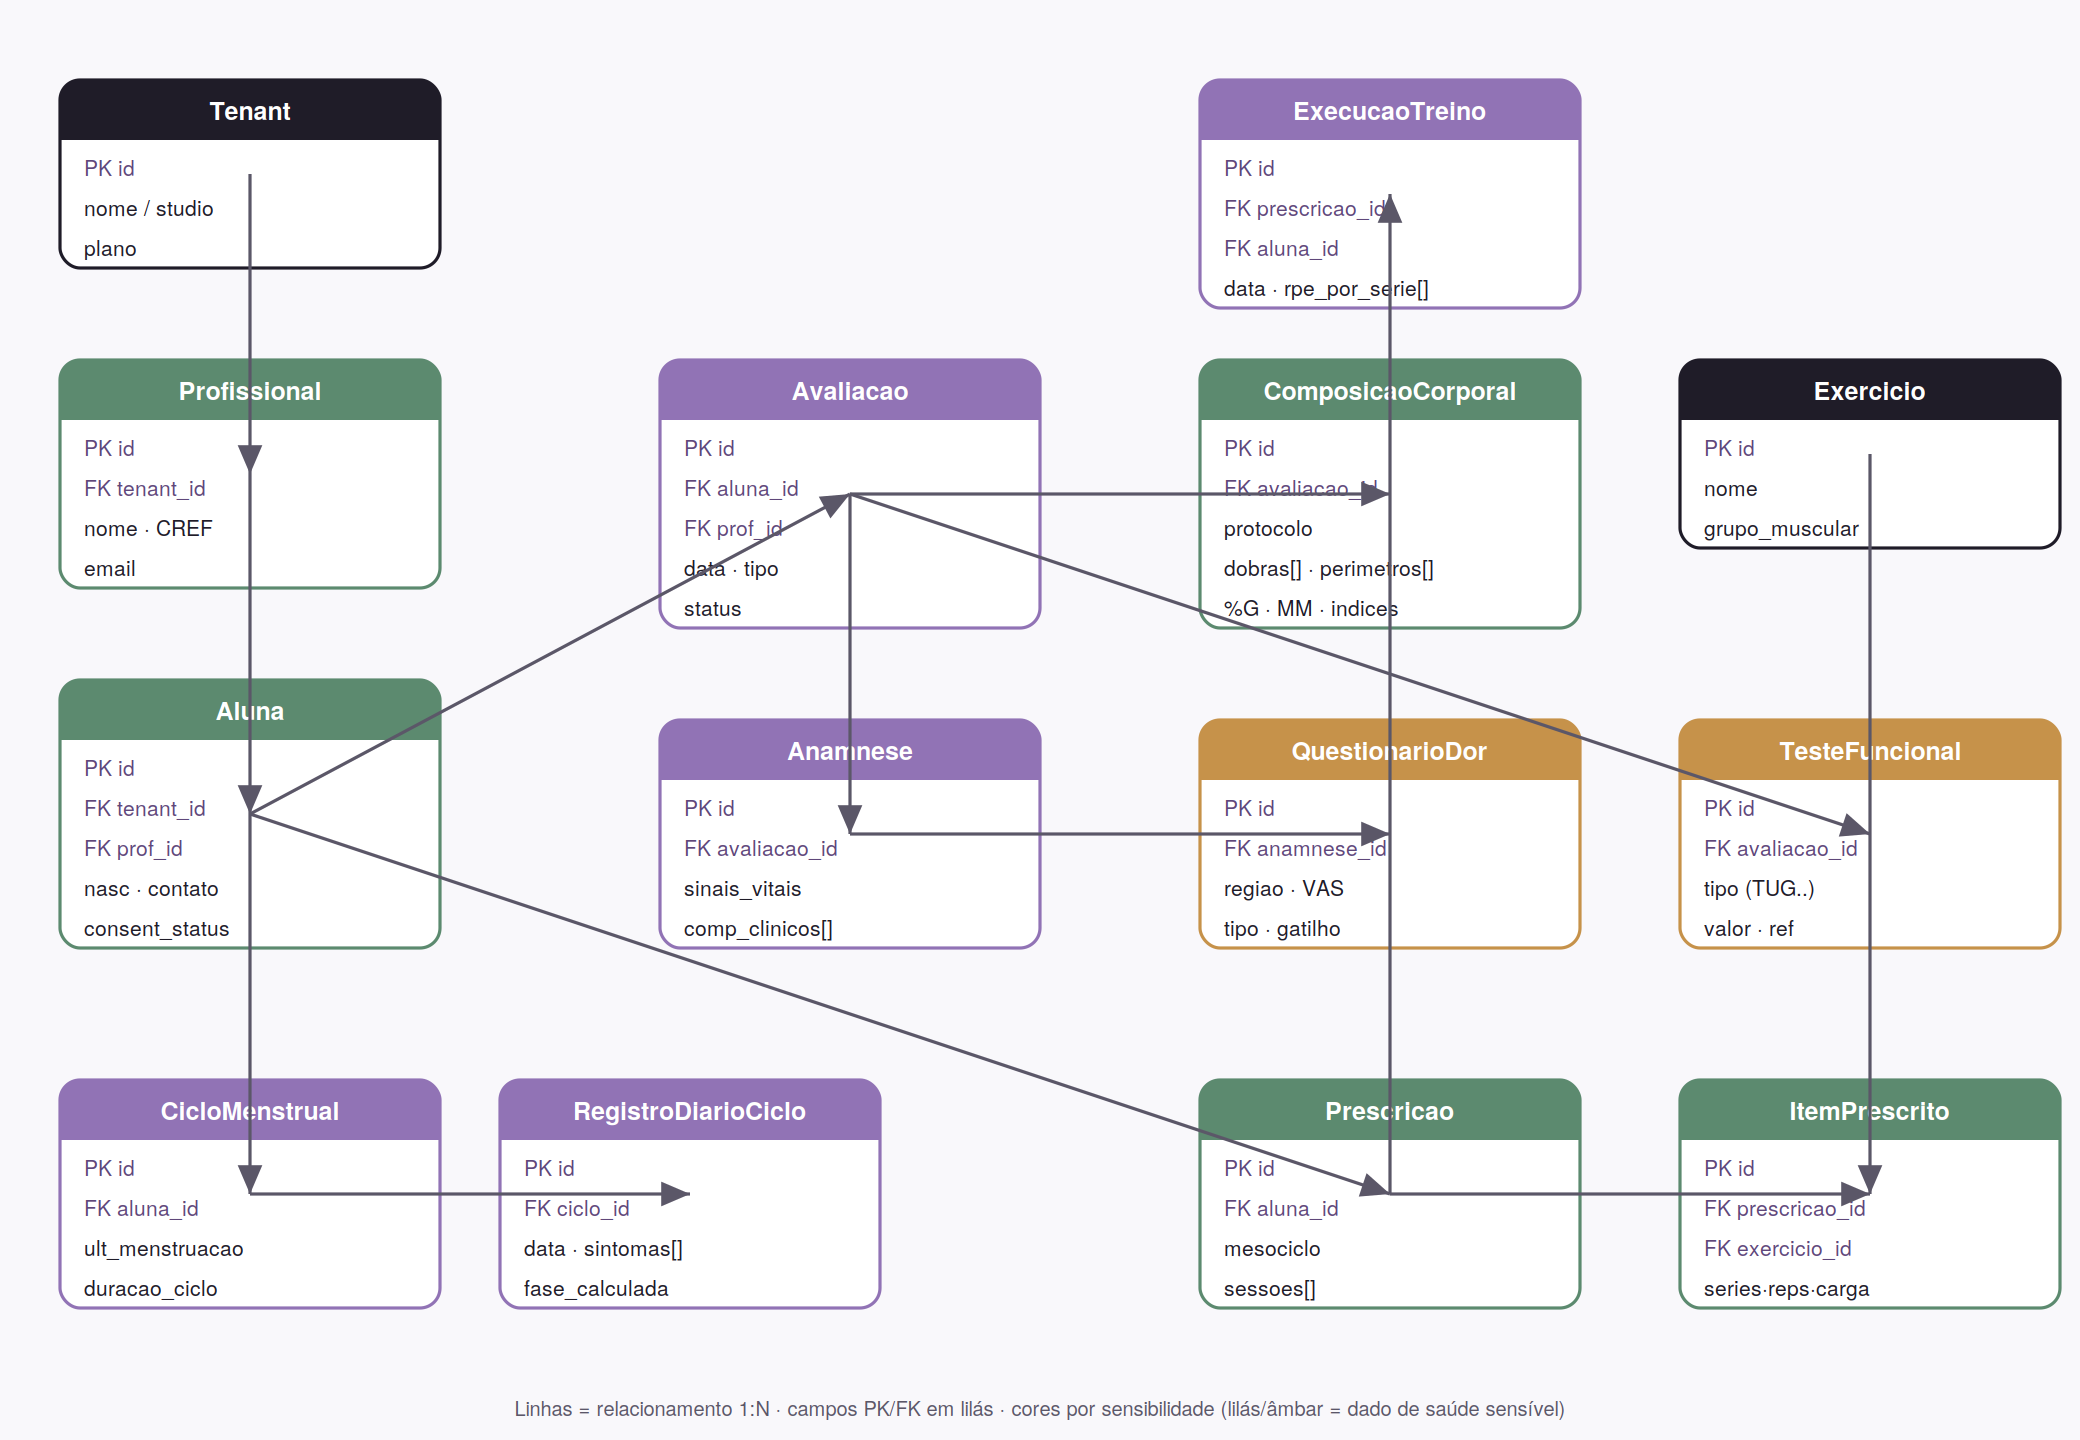 Tenant
PK id
nome / studio
plano
ExecucaoTreino
PK id
FK prescricao_id
FK aluna_id
data · rpe_por_serie[]
Profissional
PK id
FK tenant_id
nome · CREF
email
Avaliacao
PK id
FK aluna_id
FK prof_id
data · tipo
status
ComposicaoCorporal
PK id
FK avaliacao_id
protocolo
dobras[] · perimetros[]
%G · MM · indices
Exercicio
PK id
nome
grupo_muscular
Aluna
PK id
FK tenant_id
FK prof_id
nasc · contato
consent_status
Anamnese
PK id
FK avaliacao_id
sinais_vitais
comp_clinicos[]
QuestionarioDor
PK id
FK anamnese_id
regiao · VAS
tipo · gatilho
TesteFuncional
PK id
FK avaliacao_id
tipo (TUG..)
valor · ref
CicloMenstrual
PK id
FK aluna_id
ult_menstruacao
duracao_ciclo
RegistroDiarioCiclo
PK id
FK ciclo_id
data · sintomas[]
fase_calculada
Prescricao
PK id
FK aluna_id
mesociclo
sessoes[]
ItemPrescrito
PK id
FK prescricao_id
FK exercicio_id
series·reps·carga
Linhas = relacionamento 1:N · campos PK/FK em lilás · cores por sensibilidade (lilás/âmbar = dado de saúde sensível)